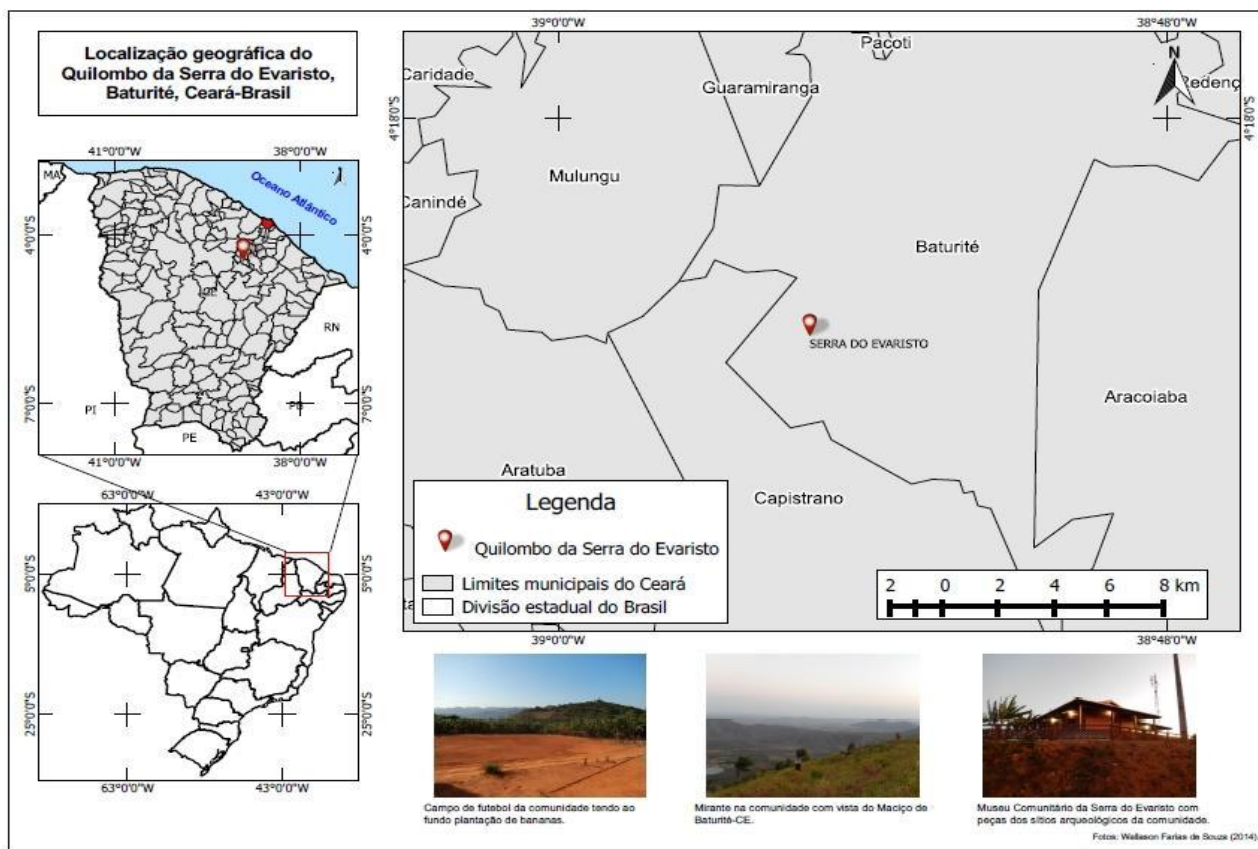 Localização geográfica do
Quilombo da Serra do Evaristo,
Baturité, Ceará-Brasil
41°0'0"W
38°0'0"W
MA
Oceano Atlântico
4°0'0"S
4°0'0"S
CE
RN
7°0'0"S
7°0'0"S
PI
PB
PE
41°0'0"W
38°0'0"W
63°0'0"W
43°0'0"W
5°0'0"S
5°0'0"S
25°0'0"S
25°0'0"S
63°0'0"W
43°0'0"W
39°0'0"W
38°48'0"W
Pacoti
N
Caridade
Guaramiranga
Redenç
4°18'0"S
4°18'0"S
Mulungu
Canindé
Baturité
SERRA DO EVARISTO
Aracoiaba
Aratuba
Capistrano
Legenda
Quilombo da Serra do Evaristo
Limites municipais do Ceará
Divisão estadual do Brasil
2 0 2 4 6 8 km
39°0'0"W
38°48'0"W
Campo de futebol da comunidade tendo ao
fundo plantação de bananas.
Mirante na comunidade com vista do Maciço de
Baturité-CE.
Museu Comunitário da Serra do Evaristo com
peças dos sítios arqueológicos da comunidade.
Fotos: Wellason Farias de Souza (2014)